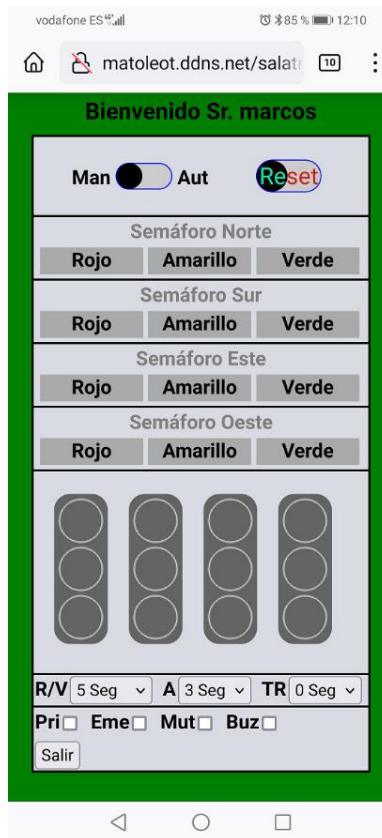 vodafone ES 85 % 12:10
matoleot.ddns.net/salatr 10
Bienvenido Sr. marcos
Man Aut Reset
Semáforo Norte
Rojo Amarillo Verde
Semáforo Sur
Rojo Amarillo Verde
Semáforo Este
Rojo Amarillo Verde
Semáforo Oeste
Rojo Amarillo Verde
R/V 5 Seg A 3 Seg TR 0 Seg
Pri Eme Mut Buz
Salir